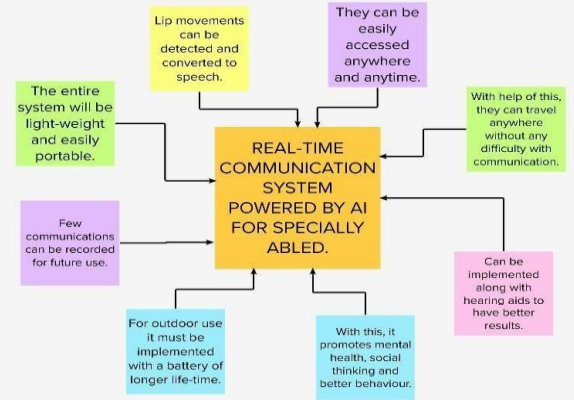 Lip movements
can be
detected and
converted to
speech.
They can be
easily
accessed
anywhere
and anytime.
The entire
system will be
light-weight
and easily
portable.
With help of this,
they can travel
anywhere
without any
difficulty with
communication.
REAL-TIME
COMMUNICATION
SYSTEM
POWERED BY AI
FOR SPECIALLY
ABLED.
Few
communications
can be recorded
for future use.
Can be
implemented
along with
hearing aids to
have better
results.
For outdoor use
it must be
implemented
with a battery of
longer life-time.
With this, it
promotes mental
health, social
thinking and
better behaviour.